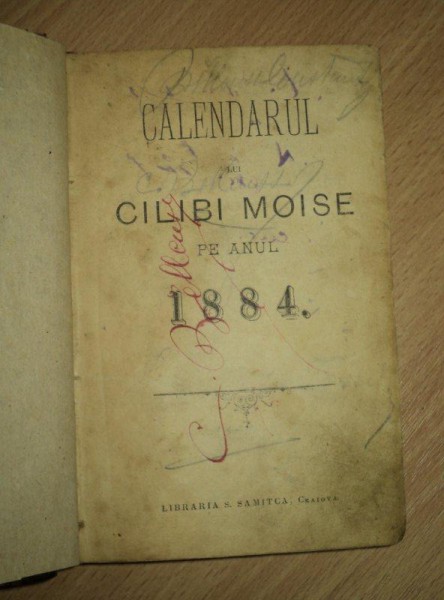 CALENDARUL
LUI
CILIBI MOISE
PE ANUL
1884.
LIBRARIA S. SAMITCA, CRAIOVA